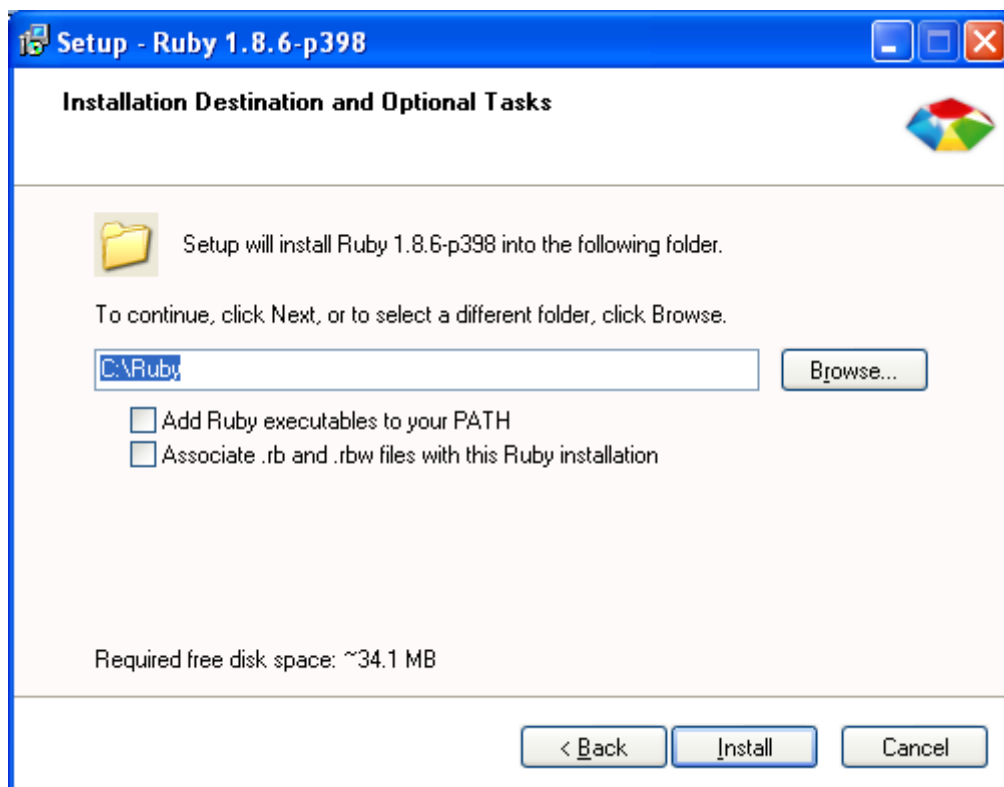 Setup - Ruby 1.8.6-p398
Installation Destination and Optional Tasks
Setup will install Ruby 1.8.6-p398 into the following folder.
To continue, click Next, or to select a different folder, click Browse.
C:\Ruby
Browse...
Add Ruby executables to your PATH
Associate .rb and .rbw files with this Ruby installation
Required free disk space: ~34.1 MB
< Back
Install
Cancel